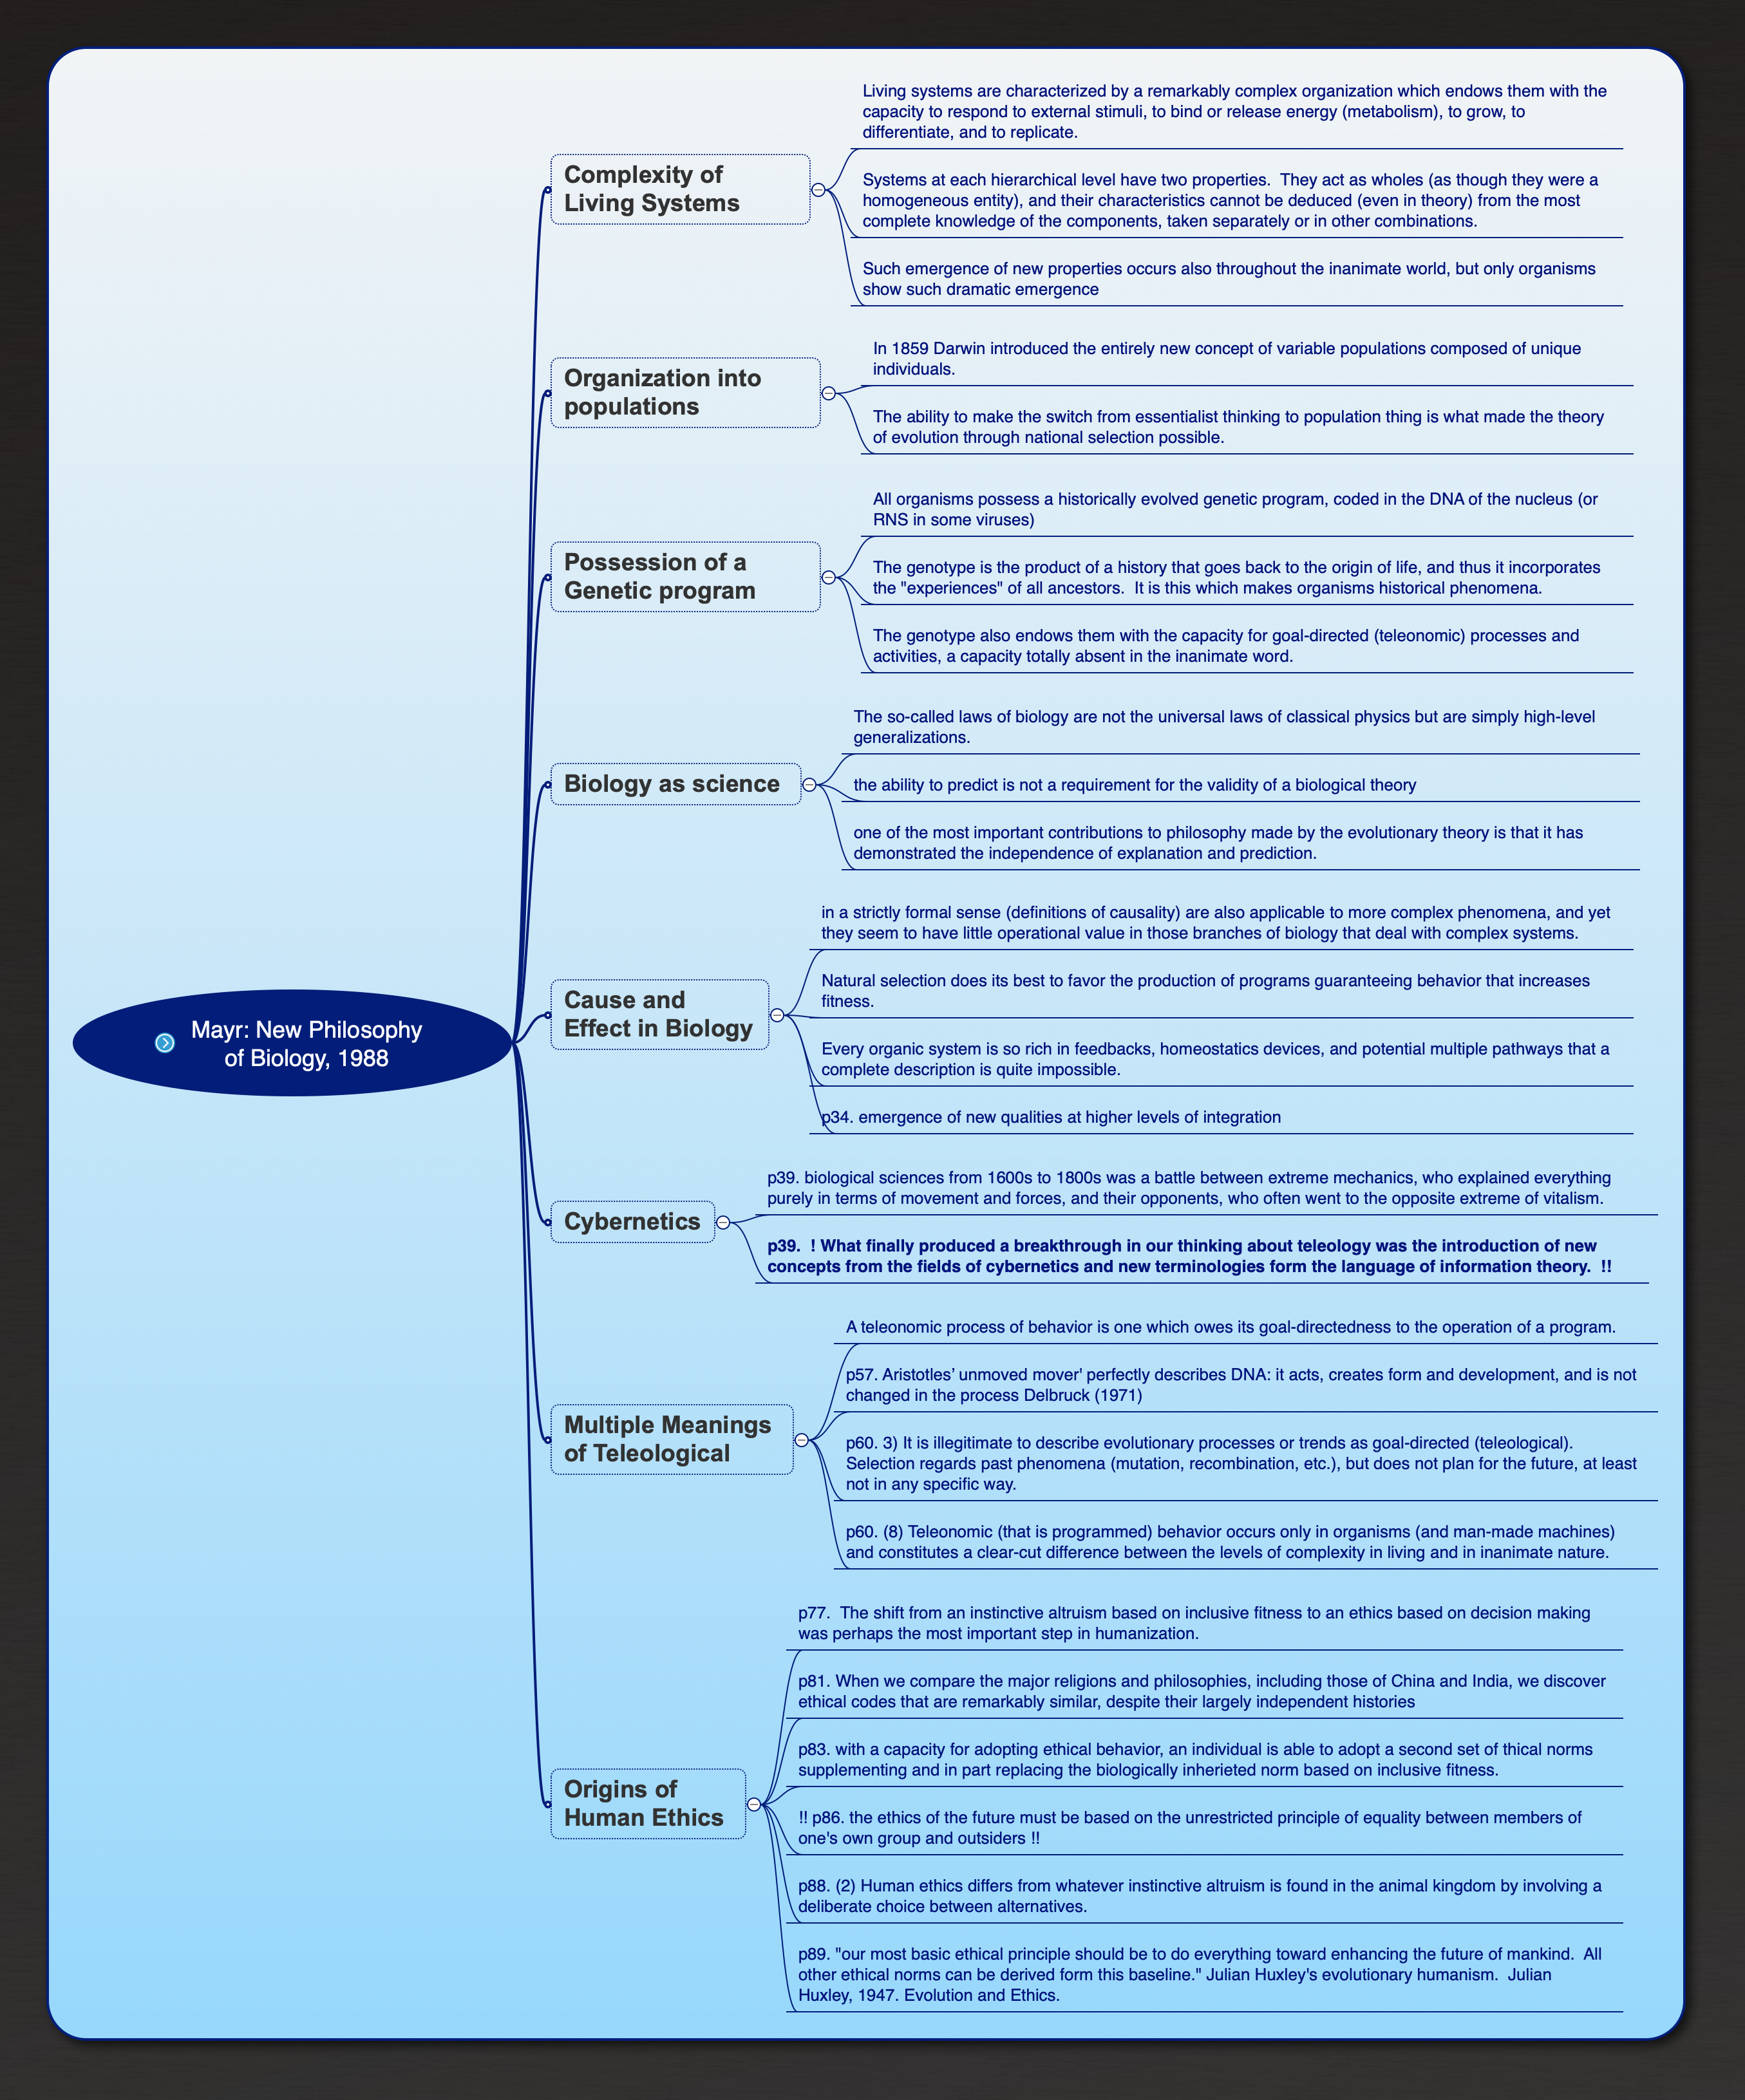 Mayr: New Philosophy
of Biology, 1988
Complexity of
Living Systems
Living systems are characterized by a remarkably complex organization which endows them with the
capacity to respond to external stimuli, to bind or release energy (metabolism), to grow, to
differentiate, and to replicate.
Systems at each hierarchical level have two properties.  They act as wholes (as though they were a
homogeneous entity), and their characteristics cannot be deduced (even in theory) from the most
complete knowledge of the components, taken separately or in other combinations.
Such emergence of new properties occurs also throughout the inanimate world, but only organisms
show such dramatic emergence
Organization into
populations
In 1859 Darwin introduced the entirely new concept of variable populations composed of unique
individuals.
The ability to make the switch from essentialist thinking to population thing is what made the theory
of evolution through national selection possible.
Possession of a
Genetic program
All organisms possess a historically evolved genetic program, coded in the DNA of the nucleus (or
RNS in some viruses)
The genotype is the product of a history that goes back to the origin of life, and thus it incorporates
the "experiences" of all ancestors.  It is this which makes organisms historical phenomena.
The genotype also endows them with the capacity for goal-directed (teleonomic) processes and
activities, a capacity totally absent in the inanimate word.
Biology as science
The so-called laws of biology are not the universal laws of classical physics but are simply high-level
generalizations.
the ability to predict is not a requirement for the validity of a biological theory
one of the most important contributions to philosophy made by the evolutionary theory is that it has
demonstrated the independence of explanation and prediction.
Cause and
Effect in Biology
in a strictly formal sense (definitions of causality) are also applicable to more complex phenomena, and yet
they seem to have little operational value in those branches of biology that deal with complex systems.
Natural selection does its best to favor the production of programs guaranteeing behavior that increases
fitness.
Every organic system is so rich in feedbacks, homeostatics devices, and potential multiple pathways that a
complete description is quite impossible.
p34. emergence of new qualities at higher levels of integration
Cybernetics
p39. biological sciences from 1600s to 1800s was a battle between extreme mechanics, who explained everything
purely in terms of movement and forces, and their opponents, who often went to the opposite extreme of vitalism.
p39.  ! What finally produced a breakthrough in our thinking about teleology was the introduction of new
concepts from the fields of cybernetics and new terminologies form the language of information theory.  !!
Multiple Meanings
of Teleological
A teleonomic process of behavior is one which owes its goal-directedness to the operation of a program.
p57. Aristotles’ unmoved mover' perfectly describes DNA: it acts, creates form and development, and is not
changed in the process Delbruck (1971)
p60. 3) It is illegitimate to describe evolutionary processes or trends as goal-directed (teleological).
Selection regards past phenomena (mutation, recombination, etc.), but does not plan for the future, at least
not in any specific way.
p60. (8) Teleonomic (that is programmed) behavior occurs only in organisms (and man-made machines)
and constitutes a clear-cut difference between the levels of complexity in living and in inanimate nature.
Origins of
Human Ethics
p77.  The shift from an instinctive altruism based on inclusive fitness to an ethics based on decision making
was perhaps the most important step in humanization.
p81. When we compare the major religions and philosophies, including those of China and India, we discover
ethical codes that are remarkably similar, despite their largely independent histories
p83. with a capacity for adopting ethical behavior, an individual is able to adopt a second set of thical norms
supplementing and in part replacing the biologically inherieted norm based on inclusive fitness.
!! p86. the ethics of the future must be based on the unrestricted principle of equality between members of
one's own group and outsiders !!
p88. (2) Human ethics differs from whatever instinctive altruism is found in the animal kingdom by involving a
deliberate choice between alternatives.
p89. "our most basic ethical principle should be to do everything toward enhancing the future of mankind.  All
other ethical norms can be derived form this baseline." Julian Huxley's evolutionary humanism.  Julian
Huxley, 1947. Evolution and Ethics.